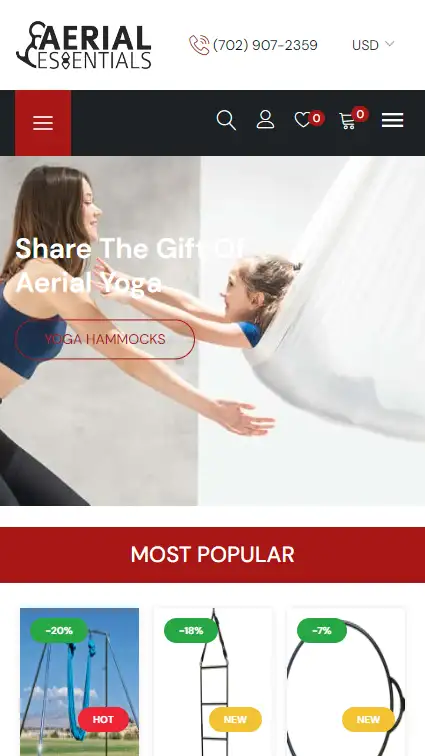 AERIAL
ESSENTIALS
(702) 907-2359
USD
0
0
Share The Gift Of
Aerial Yoga
YOGA HAMMOCKS
MOST POPULAR
-20%
-18%
-7%
HOT
NEW
NEW